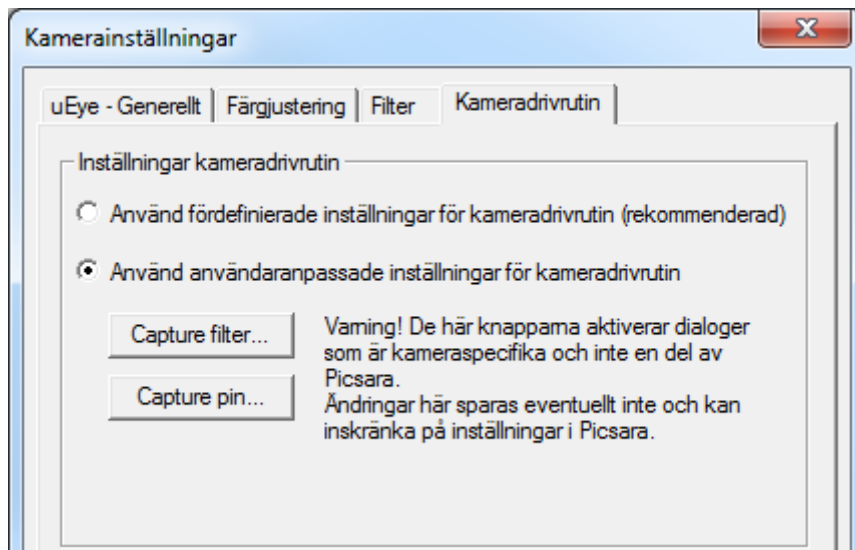 Kamerainställningar
uEye - Generellt Färgjustering Filter Kameradrivrutin
Inställningar kameradrivrutin
Använd fördefinierade inställningar för kameradrivrutin (rekommenderad)
Använd användaranpassade inställningar för kameradrivrutin
Capture filter...
Capture pin...
Varning! De här knapparna aktiverar dialoger
som är kameraspecifika och inte en del av
Picsara.
Ändringar här sparas eventuellt inte och kan
inskränka på inställningar i Picsara.